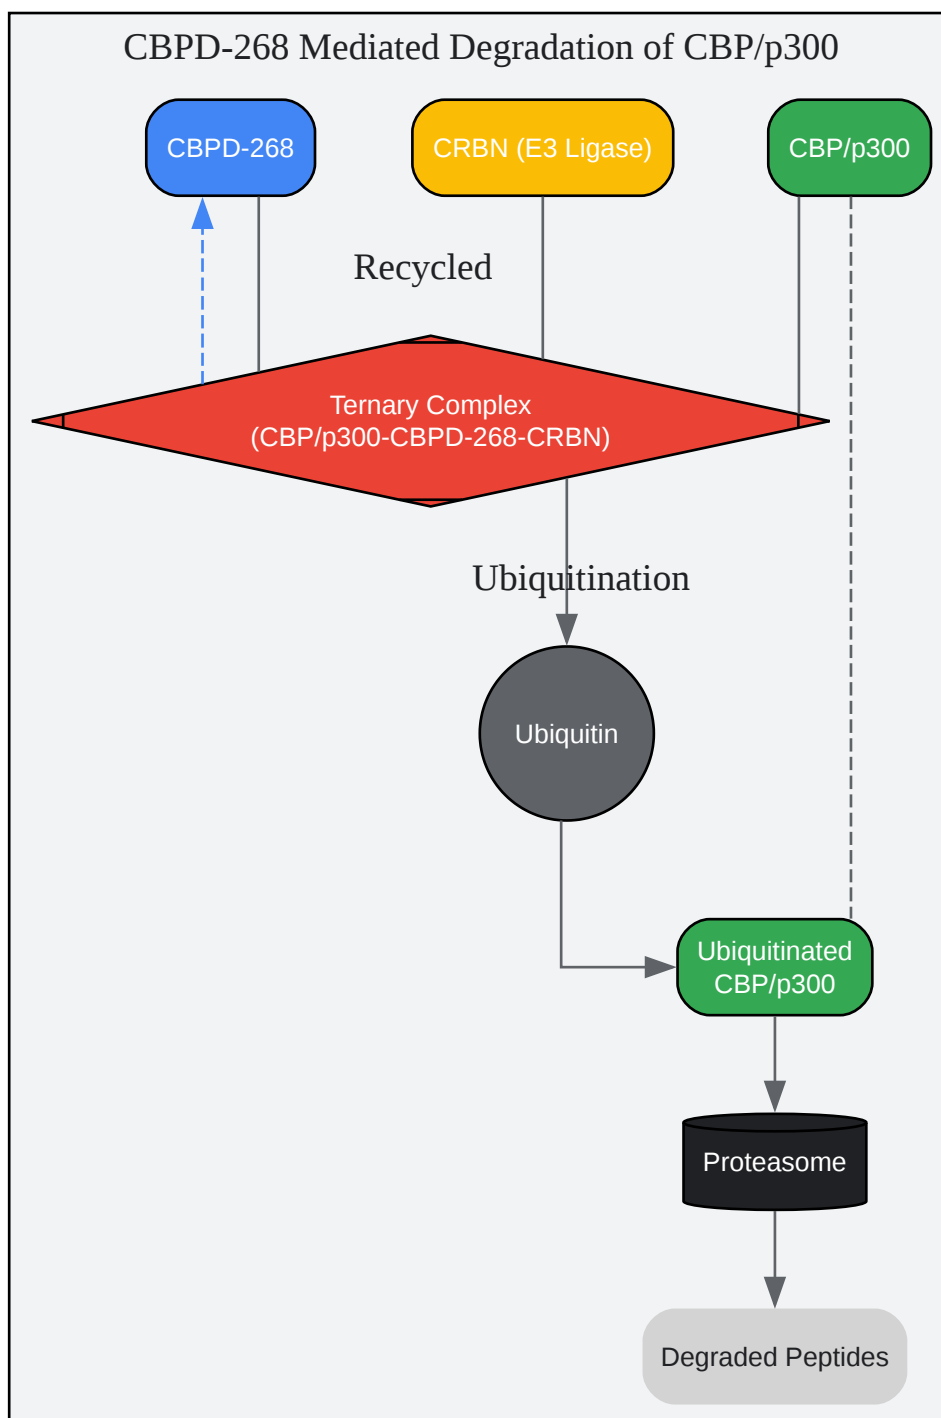 CBPD-268 Mediated Degradation of CBP/p300
CBPD-268
CRBN (E3 Ligase)
CBP/p300
Recycled
Ternary Complex
(CBP/p300-CBPD-268-CRBN)
Ubiquitination
Ubiquitin
Ubiquitinated
CBP/p300
Proteasome
Degraded Peptides